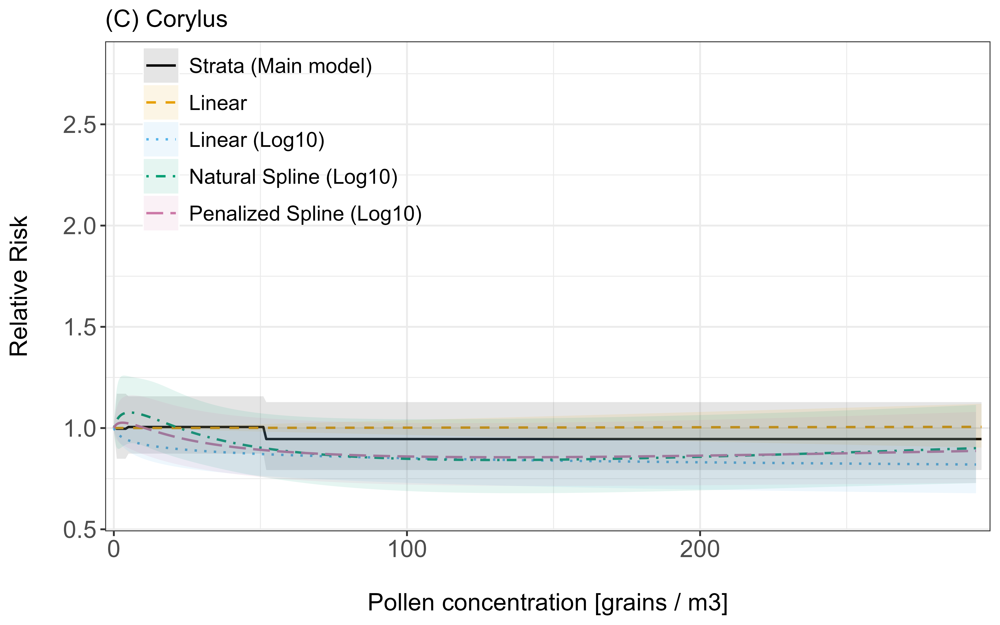 (C) Corylus
Strata (Main model)
Linear
Linear (Log10)
Natural Spline (Log10)
Penalized Spline (Log10)
Relative Risk
2.5
2.0
1.5
1.0
0.5
0
100
200
Pollen concentration [grains / m3]